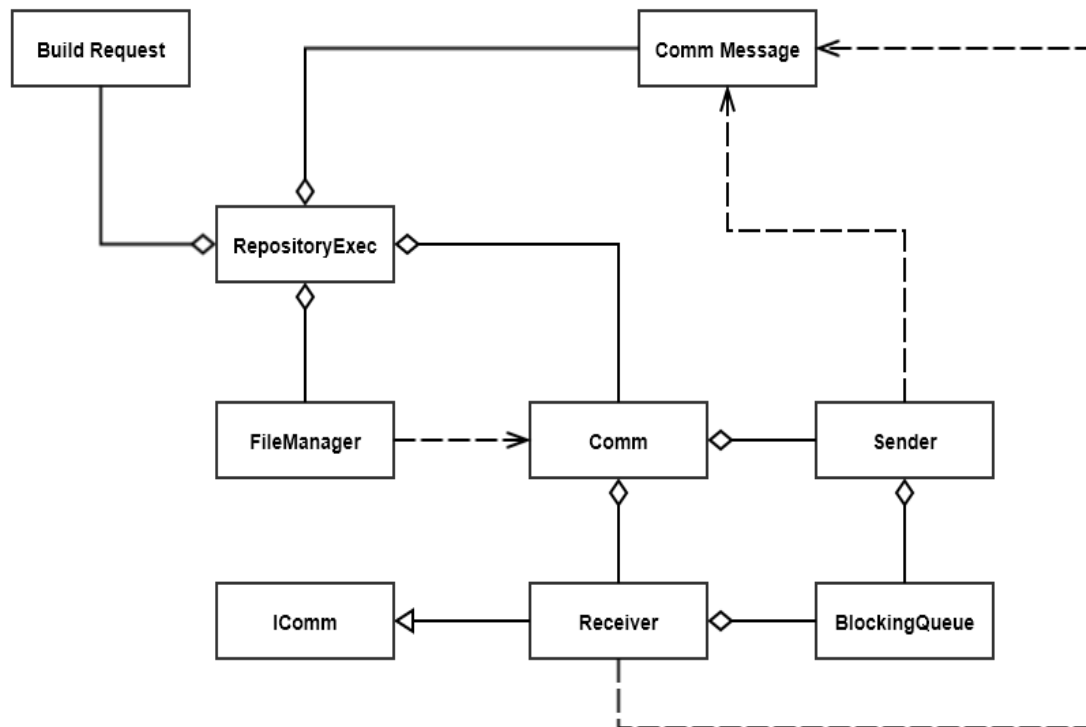 Build Request
Comm Message
RepositoryExec
FileManager
Comm
Sender
IComm
Receiver
BlockingQueue